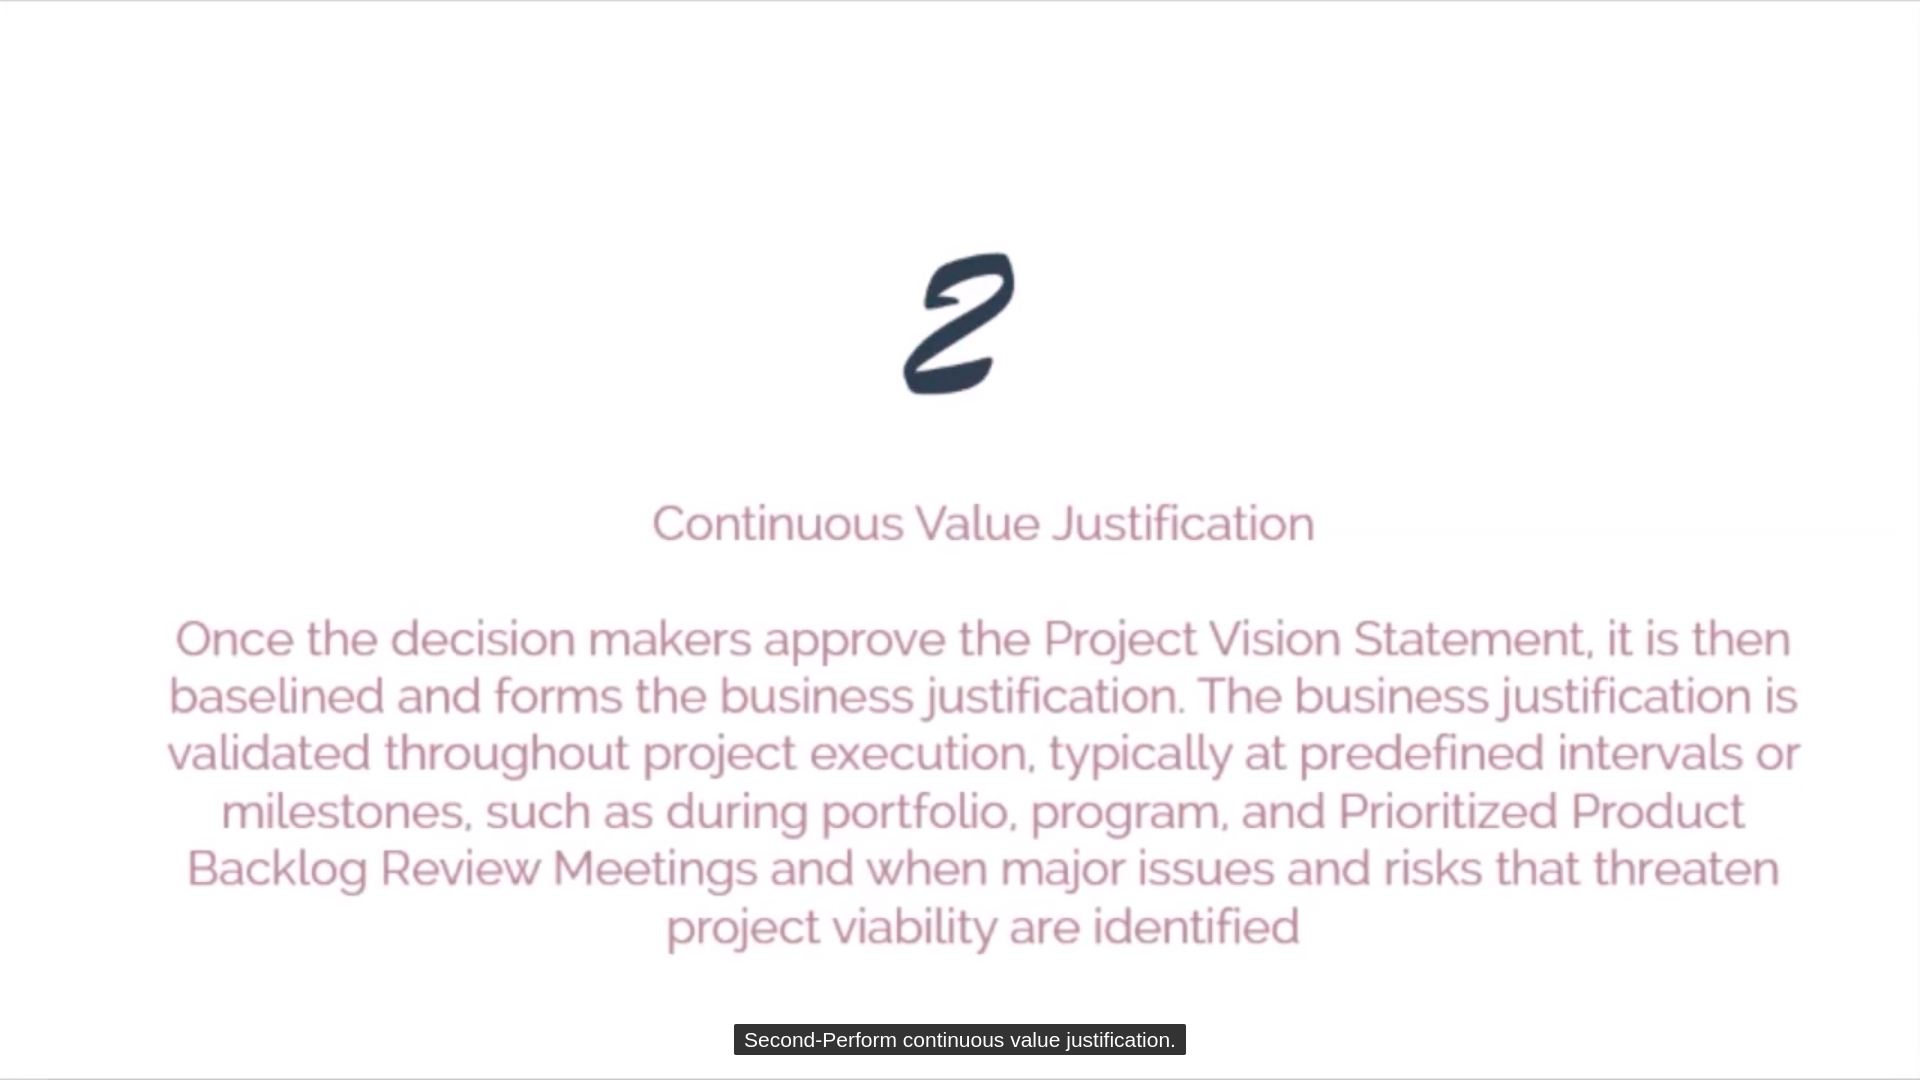 2
Continuous Value Justification
Once the decision makers approve the Project Vision Statement, it is then
baselined and forms the business justification. The business justification is
validated throughout project execution, typically at predefined intervals or
milestones, such as during portfolio, program, and Prioritized Product
Backlog Review Meetings and when major issues and risks that threaten
project viability are identified
Second-Perform continuous value justification.